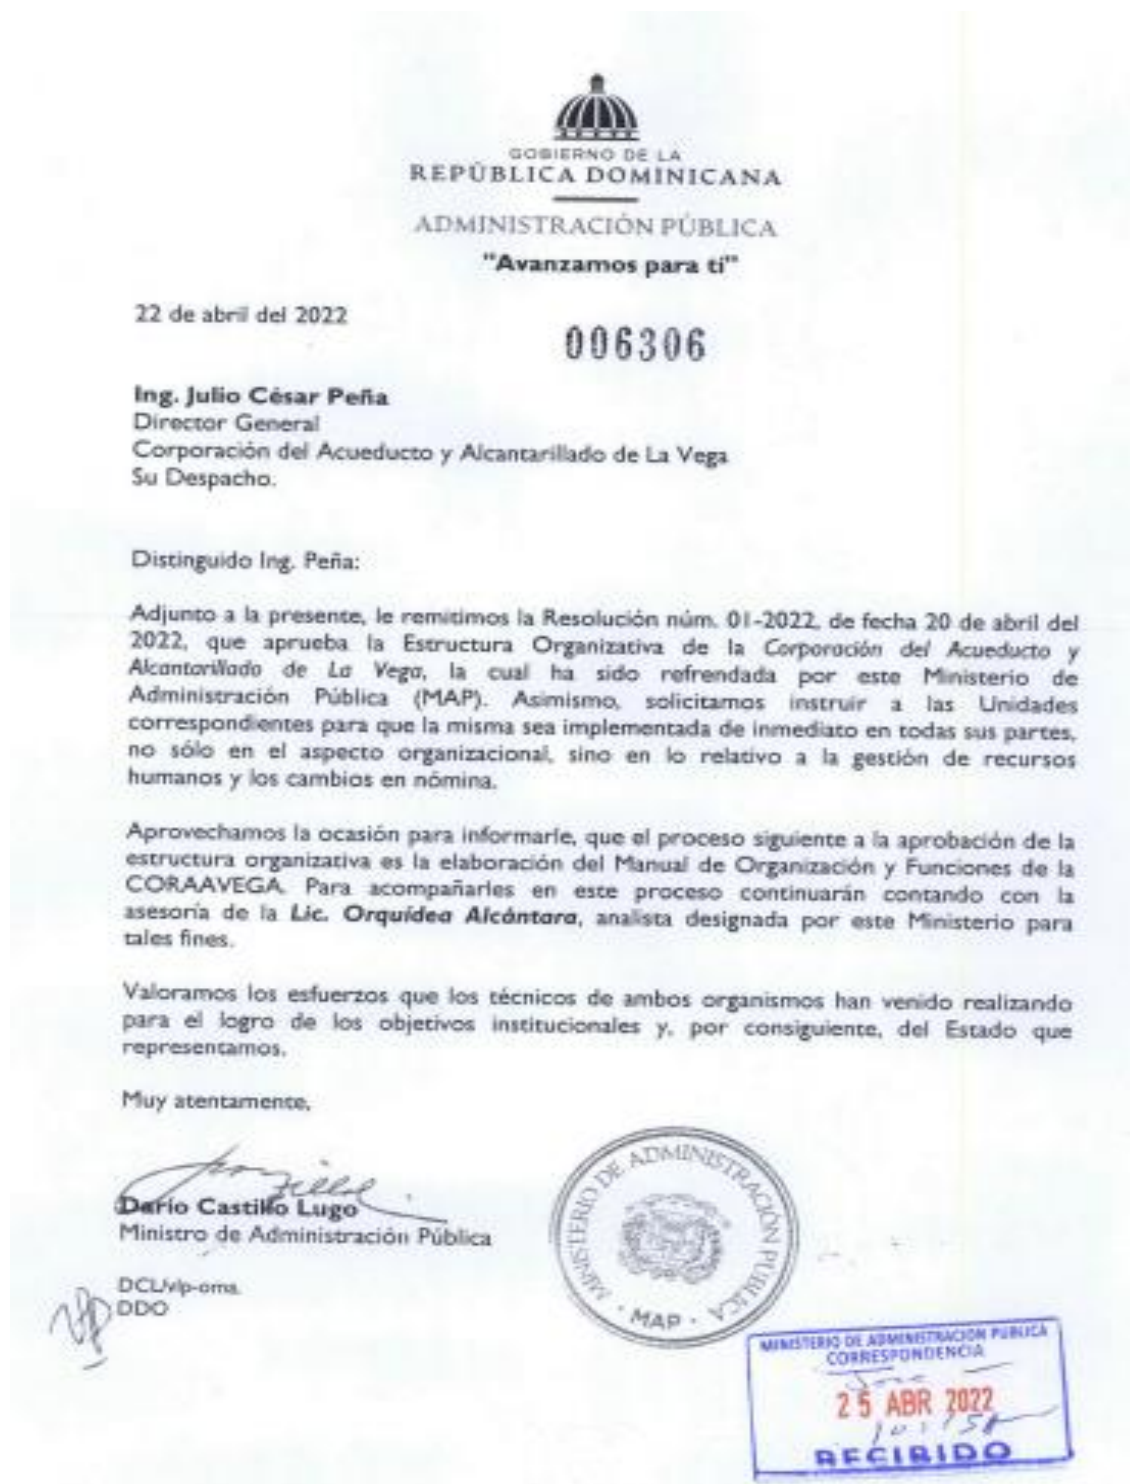 GOBIERNO DE LA
REPÚBLICA DOMINICANA
ADMINISTRACIÓN PÚBLICA
"Avanzamos para ti"
22 de abril del 2022
006306
Ing. Julio César Peña
Director General
Corporación del Acueducto y Alcantarillado de La Vega
Su Despacho.
Distinguido Ing. Peña:
Adjunto a la presente, le remitimos la Resolución núm. 01-2022, de fecha 20 de abril del
2022, que aprueba la Estructura Organizativa de la Corporación del Acueducto y
Alcantarillado de La Vega, la cual ha sido refrendada por este Ministerio de
Administración Pública (MAP). Asimismo, solicitamos instruir a las Unidades
correspondientes para que la misma sea implementada de inmediato en todas sus partes,
no sólo en el aspecto organizacional, sino en lo relativo a la gestión de recursos
humanos y los cambios en nómina.
Aprovechamos la ocasión para informarle, que el proceso siguiente a la aprobación de la
estructura organizativa es la elaboración del Manual de Organización y Funciones de la
CORAAVEGA. Para acompañarles en este proceso continuarán contando con la
asesoría de la Lic. Orquídea Alcántara, analista designada por este Ministerio para
tales fines.
Valoramos los esfuerzos que los técnicos de ambos organismos han venido realizando
para el logro de los objetivos institucionales y, por consiguiente, del Estado que
representamos.
Muy atentamente,
Darío Castillo Lugo
Ministro de Administración Pública
DCL/vlp-oma.
DDO
MINISTERIO DE ADMINISTRACIÓN PÚBLICA
· MAP ·
MINISTERIO DE ADMINISTRACION PUBLICA
CORRESPONDENCIA
25 ABR 2022
RECIBIDO